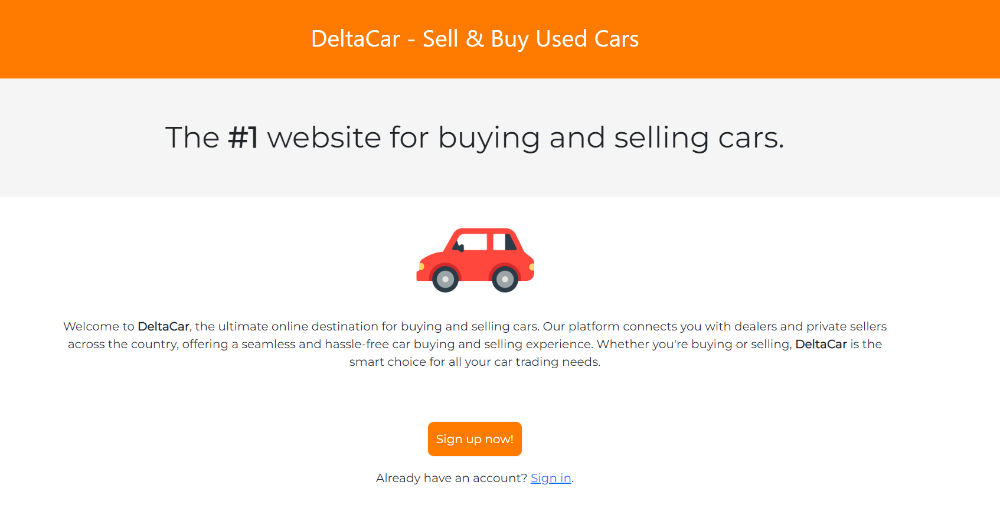 DeltaCar - Sell & Buy Used Cars
The #1 website for buying and selling cars.
Welcome to DeltaCar, the ultimate online destination for buying and selling cars. Our platform connects you with dealers and private sellers
across the country, offering a seamless and hassle-free car buying and selling experience. Whether you're buying or selling, DeltaCar is the
smart choice for all your car trading needs.
Sign up now!
Already have an account? Sign in.